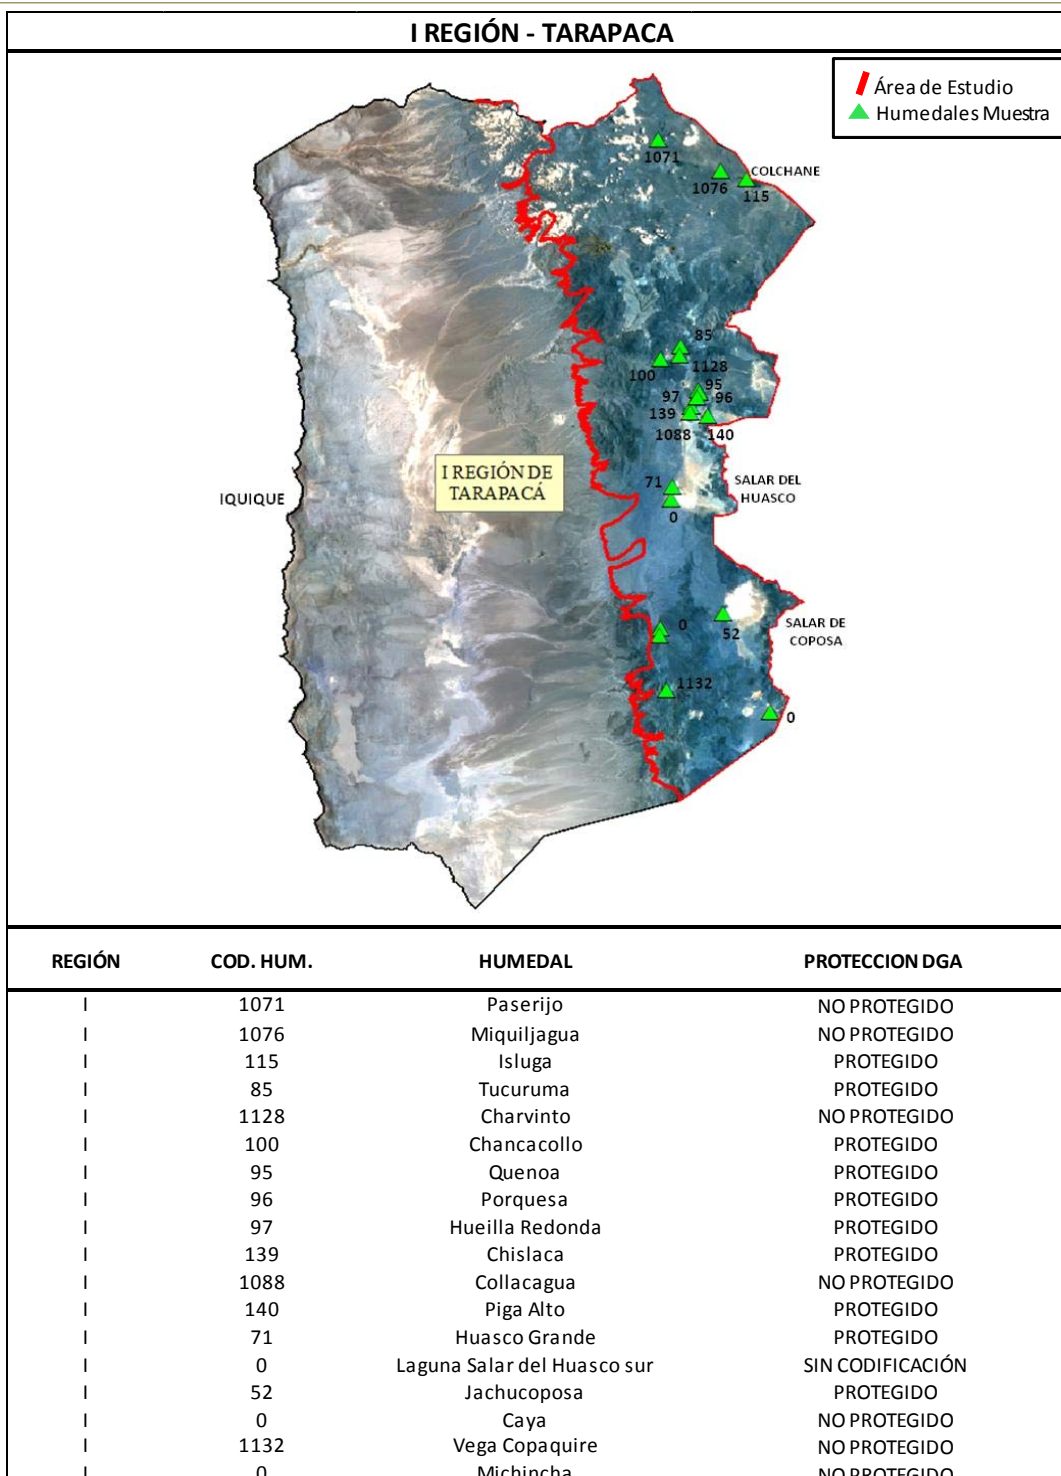 I REGIÓN - TARAPACA
Área de Estudio
Humedales Muestra
1071
COLCHANE
1076
115
85
1128
100
95
97
96
139
1088
140
I REGIÓN DE
TARAPACÁ
IQUIQUE
71
SALAR DEL
HUASCO
0
0
52
SALAR DE
COPOSA
1132
0
REGIÓN COD. HUM. HUMEDAL PROTECCION DGA
I 1071 Paserijo NO PROTEGIDO
I 1076 Miquiljagua NO PROTEGIDO
I 115 Isluga PROTEGIDO
I 85 Tucuruma PROTEGIDO
I 1128 Charvinto NO PROTEGIDO
I 100 Chancacollo PROTEGIDO
I 95 Quenoa PROTEGIDO
I 96 Porquesa PROTEGIDO
I 97 Hueilla Redonda PROTEGIDO
I 139 Chislaca PROTEGIDO
I 1088 Collacagua NO PROTEGIDO
I 140 Piga Alto PROTEGIDO
I 71 Huasco Grande PROTEGIDO
I 0 Laguna Salar del Huasco sur SIN CODIFICACIÓN
I 52 Jachucoposa PROTEGIDO
I 0 Caya NO PROTEGIDO
I 1132 Vega Copaquire NO PROTEGIDO
I 0 Michincha NO PROTEGIDO